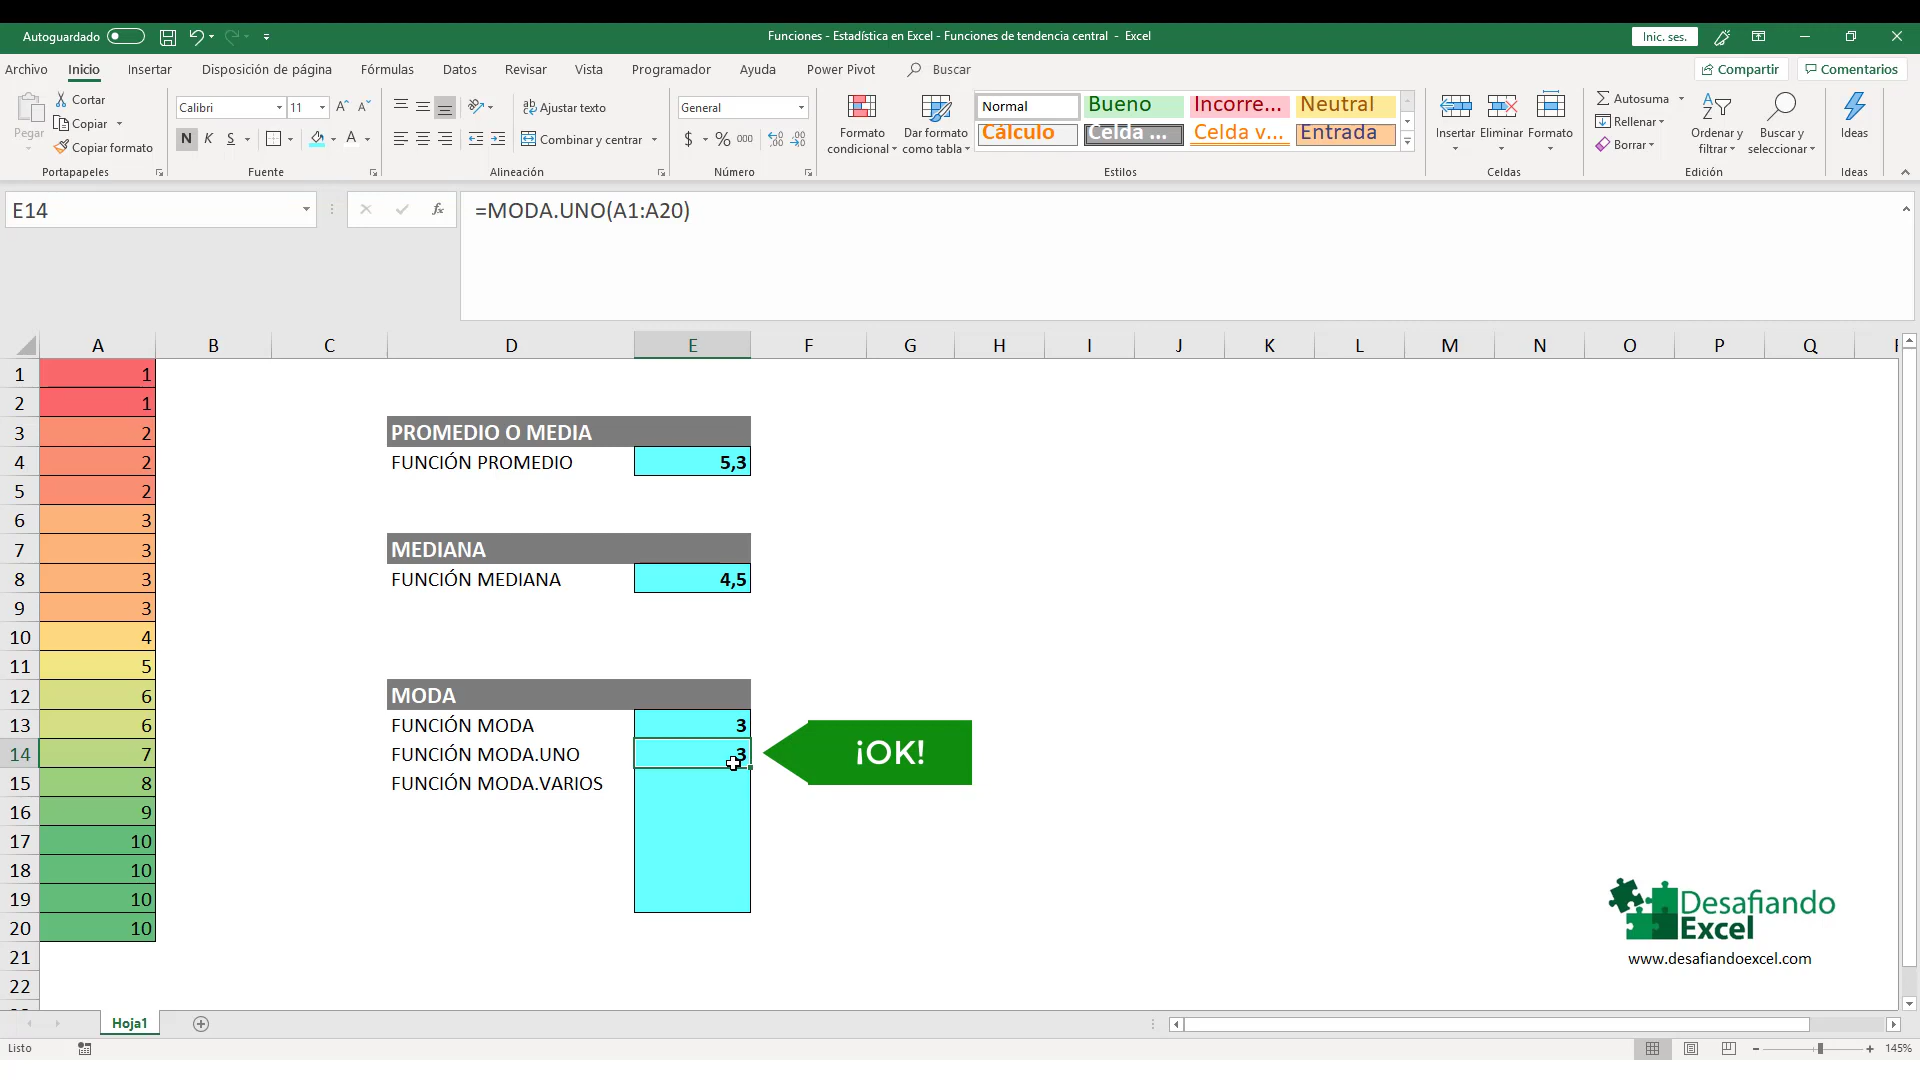 Autoguardado
Funciones - Estadística en Excel - Funciones de tendencia central - Excel
Inic. ses.
Archivo Inicio Insertar Disposición de página Fórmulas Datos Revisar Vista Programador Ayuda Power Pivot Buscar
Compartir Comentarios
Pegar
Cortar
Copiar
Copiar formato
Portapapeles
Calibri 11
N K S
Fuente
Ajustar texto
Combinar y centrar
Alineación
General
$ % 000
Número
Formato condicional
Dar formato como tabla
Normal Bueno Incorre... Neutral
Cálculo Celda ... Celda v... Entrada
Estilos
Insertar Eliminar Formato
Celdas
Autosuma
Rellenar
Borrar
Ordenar y filtrar
Buscar y seleccionar
Edición
Ideas
Ideas
E14
fx
=MODA.UNO(A1:A20)
A B C D E F G H I J K L M N O P Q
1 1
2 1
3 2 PROMEDIO O MEDIA
4 2 FUNCIÓN PROMEDIO 5,3
5 2
6 3
7 3 MEDIANA
8 3 FUNCIÓN MEDIANA 4,5
9 3
10 4
11 5
12 6 MODA
13 6 FUNCIÓN MODA 3
14 7 FUNCIÓN MODA.UNO 3 ¡OK!
15 8 FUNCIÓN MODA.VARIOS
16 9
17 10
18 10
19 10
20 10
21
22
Desafiando
Excel
www.desafiandoexcel.com
Hoja1
Listo
145%